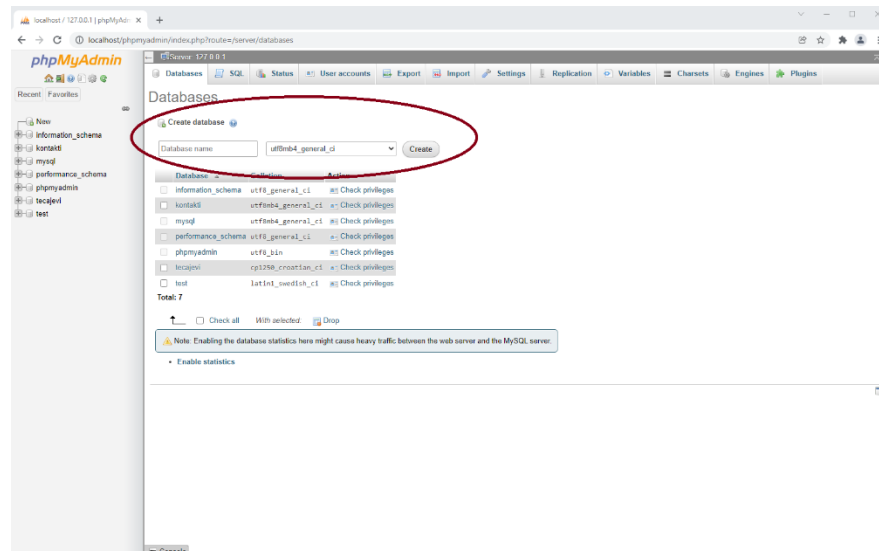 localhost / 127.0.0.1 | phpMyAdr
localhost/phpmyadmin/index.php?route=/server/databases
phpMyAdmin
Recent Favorites
New
information_schema
kontakti
mysql
performance_schema
phpmyadmin
tecajevi
test
Server: 127.0.0.1
Databases SQL Status User accounts Export Import Settings Replication Variables Charsets Engines Plugins
Databases
Create database
Database name utf8mb4_general_ci Create
Database Collation Action
information_schema utf8_general_ci Check privileges
kontakti utf8mb4_general_ci Check privileges
mysql utf8mb4_general_ci Check privileges
performance_schema utf8_general_ci Check privileges
phpmyadmin utf8_bin Check privileges
tecajevi cp1250_croatian_ci Check privileges
test latin1_swedish_ci Check privileges
Total: 7
Check all With selected: Drop
Note: Enabling the database statistics here might cause heavy traffic between the web server and the MySQL server.
Enable statistics
Console